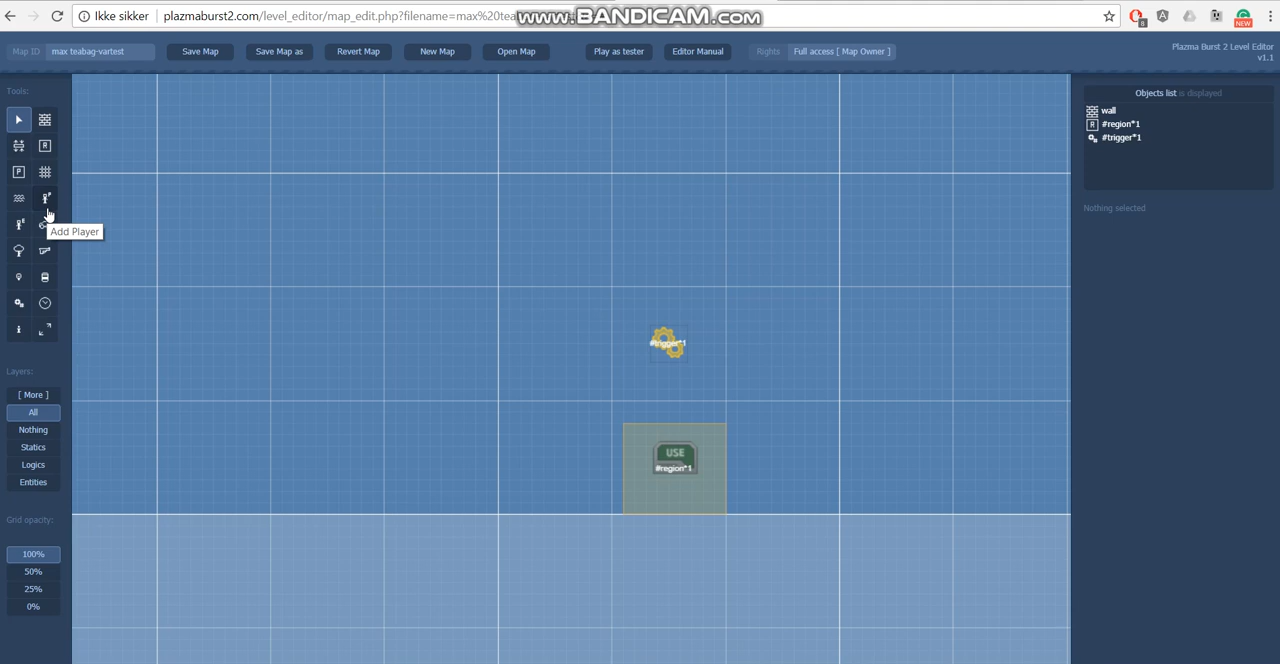 Ikke sikker
plazmaburst2.com/level_editor/map_edit.php?filename=max%20tea
www.BANDICAM.com
8
NEW
Map ID
max teabag-vartest
Save Map
Save Map as
Revert Map
New Map
Open Map
Play as tester
Editor Manual
Rights
Full access [ Map Owner ]
Plazma Burst 2 Level Editor
v1.1
Tools:
R
P
Add Player
Layers:
[ More ]
All
Nothing
Statics
Logics
Entities
Grid opacity:
100%
50%
25%
0%
#trigger*1
USE
#region*1
Objects list is displayed
wall
R #region*1
#trigger*1
Nothing selected